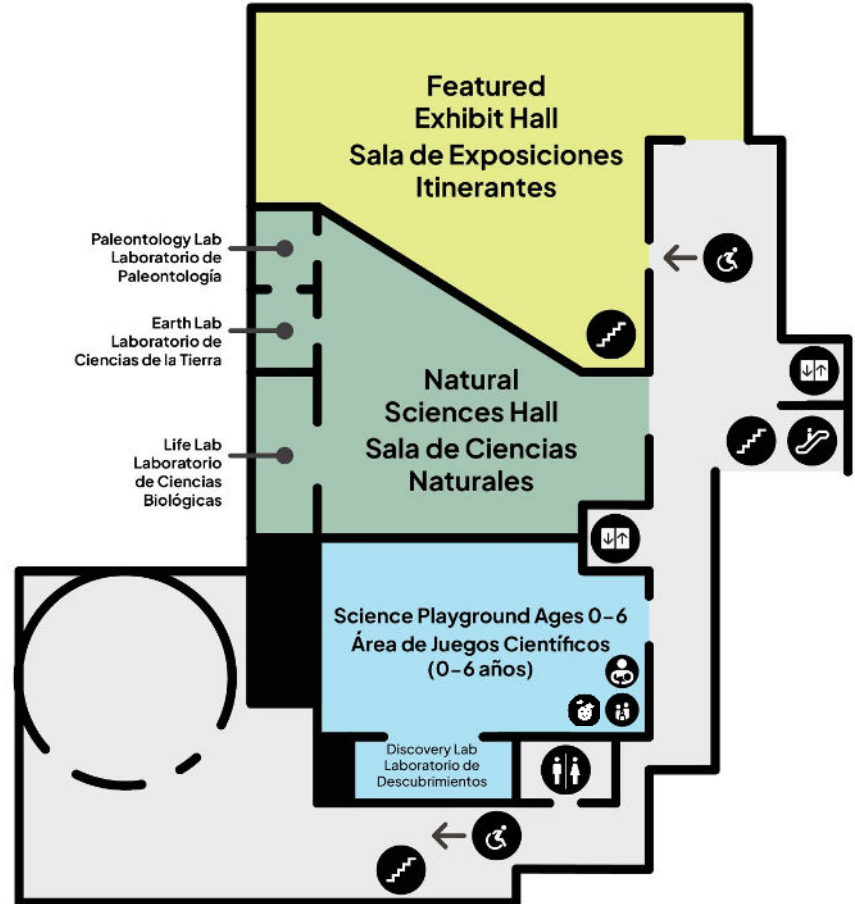 Featured
Exhibit Hall
Sala de Exposiciones
Itinerantes
Paleontology Lab
Laboratorio de
Paleontología
Earth Lab
Laboratorio de
Ciencias de la Tierra
Natural
Sciences Hall
Sala de Ciencias
Naturales
Life Lab
Laboratorio
de Ciencias
Biológicas
Science Playground Ages 0–6
Área de Juegos Científicos
(0–6 años)
Discovery Lab
Laboratorio de
Descubrimientos